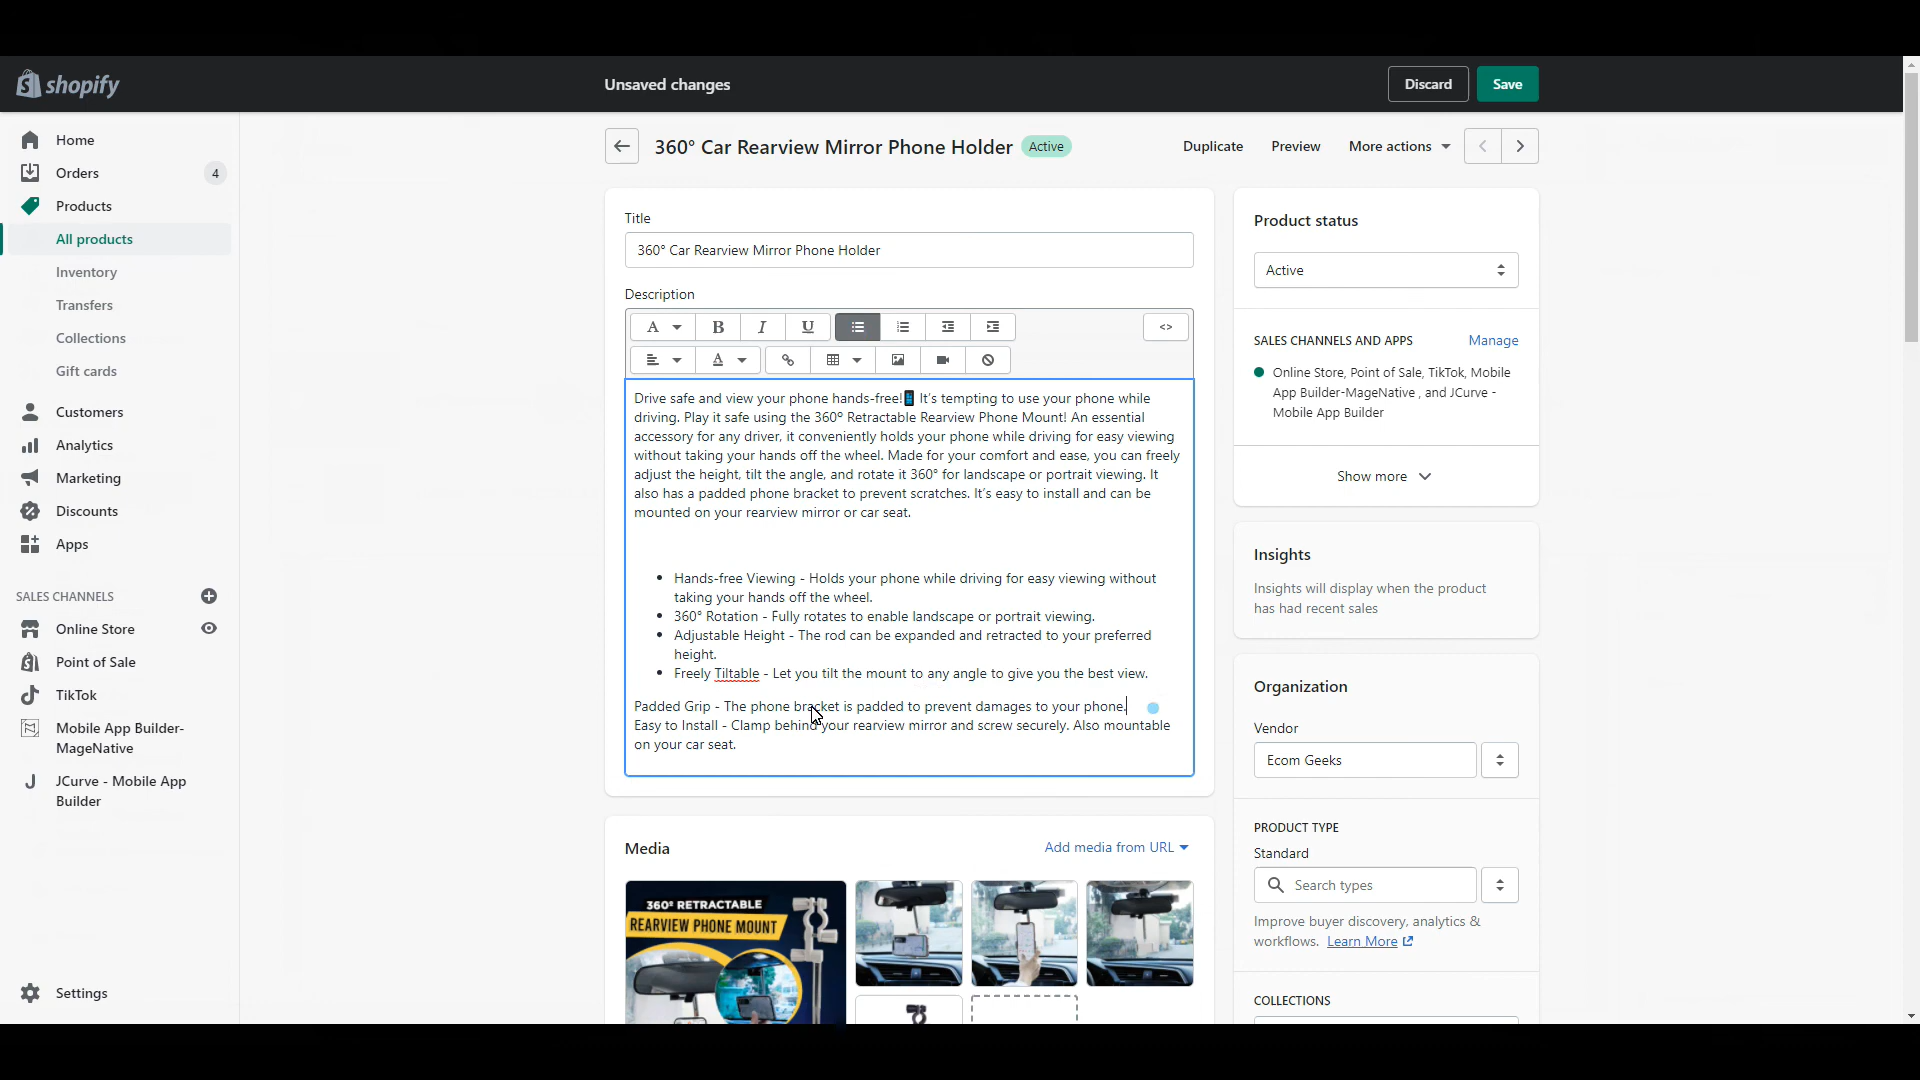 shopify
Unsaved changes
Discard
Save
Home
Orders
4
Products
All products
Inventory
Transfers
Collections
Gift cards
Customers
Analytics
Marketing
Discounts
Apps
SALES CHANNELS
Online Store
Point of Sale
TikTok
Mobile App Builder-
MageNative
JCurve - Mobile App
Builder
Settings
360° Car Rearview Mirror Phone Holder
Active
Duplicate
Preview
More actions
Title
360° Car Rearview Mirror Phone Holder
Description
A
B
I
U
<>
A
Drive safe and view your phone hands-free!📱 It's tempting to use your phone while
driving. Play it safe using the 360º Retractable Rearview Phone Mount! An essential
accessory for any driver, it conveniently holds your phone while driving for easy viewing
without taking your hands off the wheel. Made for your comfort and ease, you can freely
adjust the height, tilt the angle, and rotate it 360° for landscape or portrait viewing. It
also has a padded phone bracket to prevent scratches. It's easy to install and can be
mounted on your rearview mirror or car seat.
• Hands-free Viewing - Holds your phone while driving for easy viewing without
taking your hands off the wheel.
• 360° Rotation - Fully rotates to enable landscape or portrait viewing.
• Adjustable Height - The rod can be expanded and retracted to your preferred
height.
• Freely Tiltable - Let you tilt the mount to any angle to give you the best view.
Padded Grip - The phone bracket is padded to prevent damages to your phone.
Easy to Install - Clamp behind your rearview mirror and screw securely. Also mountable
on your car seat.
Media
Add media from URL
360º RETRACTABLE
REARVIEW PHONE MOUNT
Product status
Active
SALES CHANNELS AND APPS
Manage
Online Store, Point of Sale, TikTok, Mobile
App Builder-MageNative , and JCurve -
Mobile App Builder
Show more
Insights
Insights will display when the product
has had recent sales
Organization
Vendor
Ecom Geeks
PRODUCT TYPE
Standard
Search types
Improve buyer discovery, analytics &
workflows. Learn More
COLLECTIONS